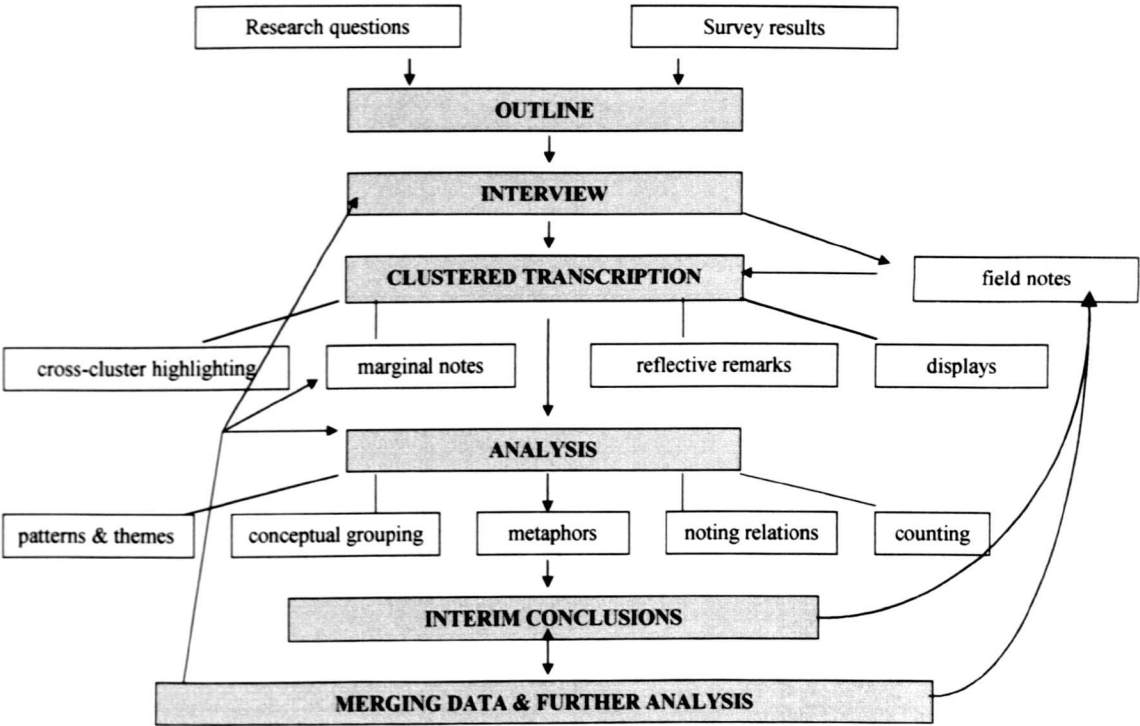 Research questions
Survey results
OUTLINE
INTERVIEW
CLUSTERED TRANSCRIPTION
field notes
cross-cluster highlighting
marginal notes
reflective remarks
displays
ANALYSIS
patterns & themes
conceptual grouping
metaphors
noting relations
counting
INTERIM CONCLUSIONS
MERGING DATA & FURTHER ANALYSIS